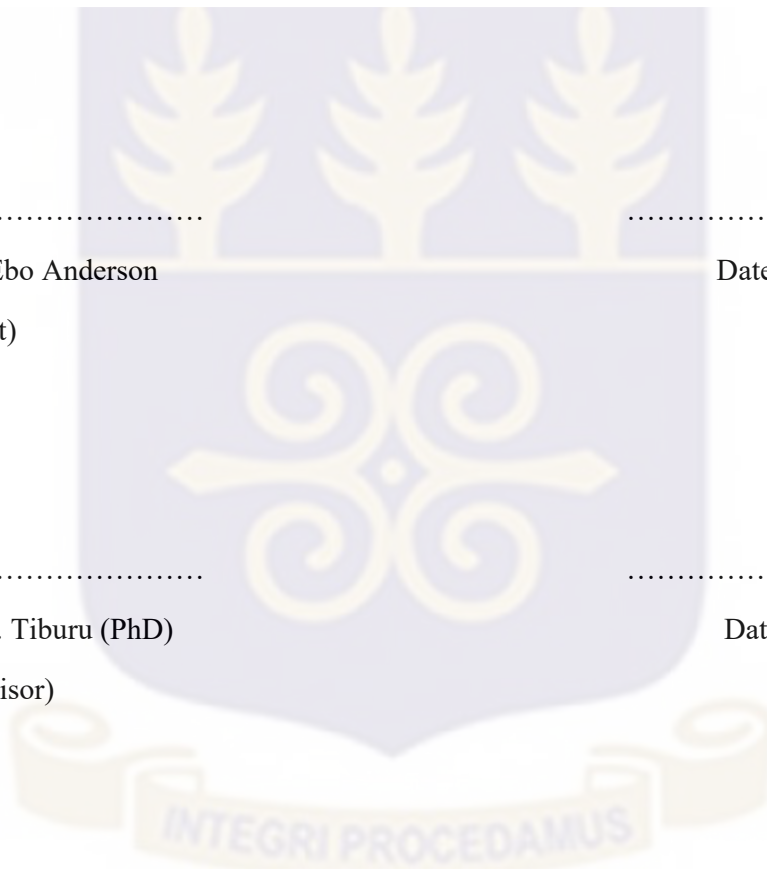 ………………… ……………
Ebo Anderson Date
t)
………………… ……………
. Tiburu (PhD) Dat
isor)
INTEGRI PROCEDAMUS